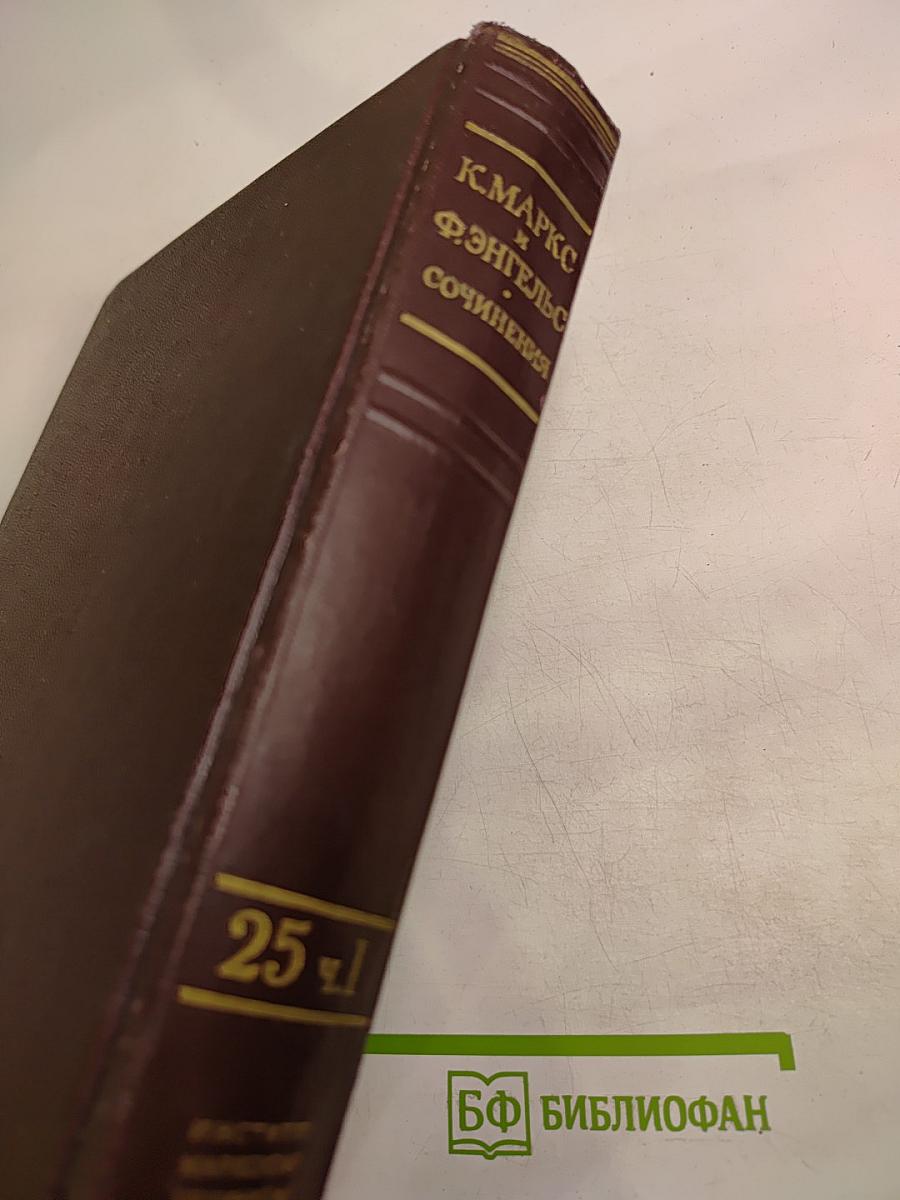 К.МАРКС
и
Ф.ЭНГЕЛЬС
·
СОЧИНЕНИЯ
25 ч.I
БФ БИБЛИОФАН